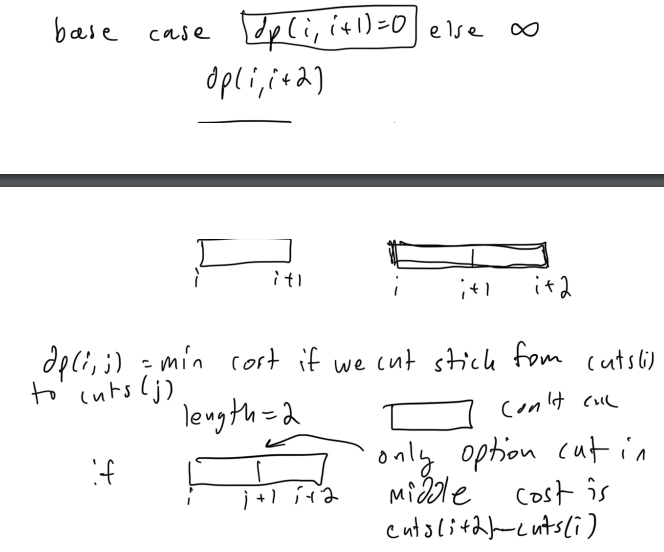 base case dp(i, i+1)=0 else ∞
dp(i,i+2)
i i+1 i i+1 i+2
dp(i,j) = min cost if we cut stick from cuts(i)
to cuts(j)
length=2 can't cut
if only option cut in
i i+1 i+2 middle cost is
cuts(i+2)-cuts(i)